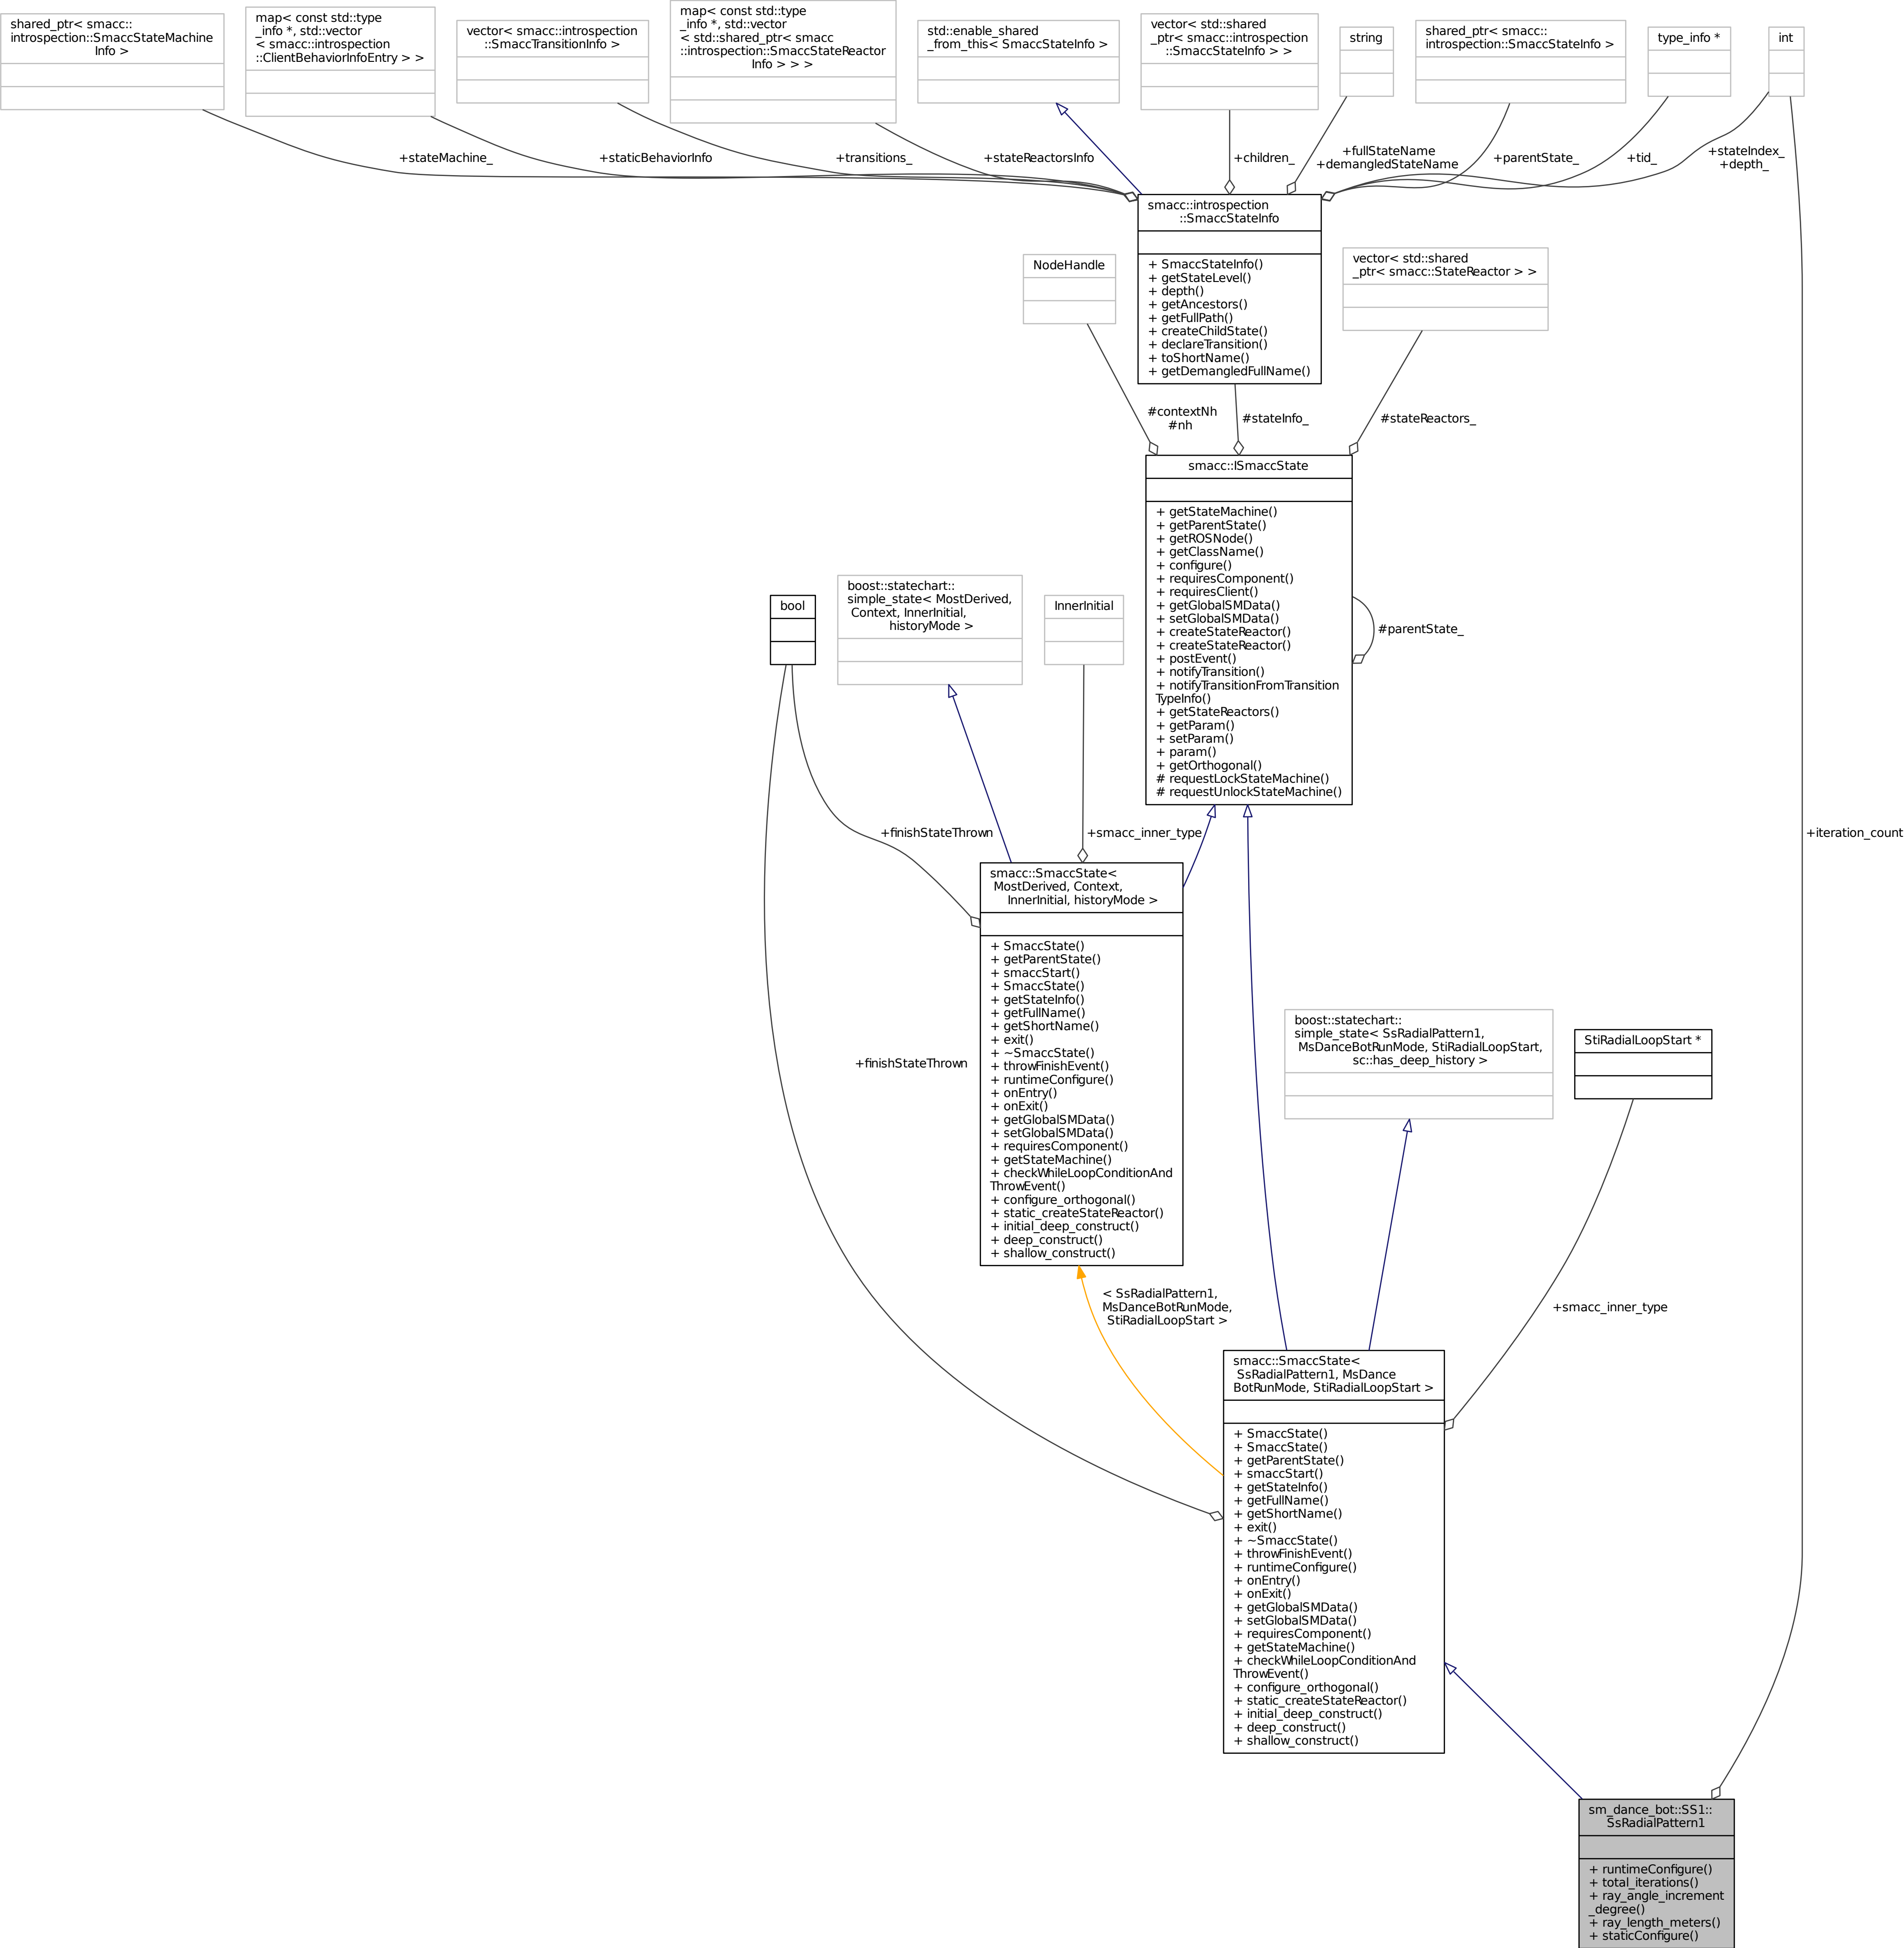 shared_ptr< smacc::
introspection::SmaccStateMachine
Info >
map< const std::type
_info *, std::vector
< smacc::introspection
::ClientBehaviorInfoEntry > >
vector< smacc::introspection
::SmaccTransitionInfo >
map< const std::type
_info *, std::vector
< std::shared_ptr< smacc
::introspection::SmaccStateReactor
Info > > >
std::enable_shared
_from_this< SmaccStateInfo >
vector< std::shared
_ptr< smacc::introspection
::SmaccStateInfo > >
string
shared_ptr< smacc::
introspection::SmaccStateInfo >
type_info *
int
+stateMachine_
+staticBehaviorInfo
+transitions_
+stateReactorsInfo
+children_
+fullStateName
+demangledStateName
+parentState_
+tid_
+stateIndex_
+depth_
smacc::introspection
::SmaccStateInfo
+ SmaccStateInfo()
+ getStateLevel()
+ depth()
+ getAncestors()
+ getFullPath()
+ createChildState()
+ declareTransition()
+ toShortName()
+ getDemangledFullName()
NodeHandle
vector< std::shared
_ptr< smacc::StateReactor > >
#contextNh
#nh
#stateInfo_
#stateReactors_
smacc::ISmaccState
+ getStateMachine()
+ getParentState()
+ getROSNode()
+ getClassName()
+ configure()
+ requiresComponent()
+ requiresClient()
+ getGlobalSMData()
+ setGlobalSMData()
+ createStateReactor()
+ createStateReactor()
+ postEvent()
+ notifyTransition()
+ notifyTransitionFromTransition
TypeInfo()
+ getStateReactors()
+ getParam()
+ setParam()
+ param()
+ getOrthogonal()
# requestLockStateMachine()
# requestUnlockStateMachine()
#parentState_
bool
boost::statechart::
simple_state< MostDerived,
Context, InnerInitial,
historyMode >
InnerInitial
+finishStateThrown
+smacc_inner_type
+iteration_count
smacc::SmaccState<
MostDerived, Context,
InnerInitial, historyMode >
+ SmaccState()
+ getParentState()
+ smaccStart()
+ SmaccState()
+ getStateInfo()
+ getFullName()
+ getShortName()
+ exit()
+ ~SmaccState()
+ throwFinishEvent()
+ runtimeConfigure()
+ onEntry()
+ onExit()
+ getGlobalSMData()
+ setGlobalSMData()
+ requiresComponent()
+ getStateMachine()
+ checkWhileLoopConditionAnd
ThrowEvent()
+ configure_orthogonal()
+ static_createStateReactor()
+ initial_deep_construct()
+ deep_construct()
+ shallow_construct()
+finishStateThrown
boost::statechart::
simple_state< SsRadialPattern1,
MsDanceBotRunMode, StiRadialLoopStart,
sc::has_deep_history >
StiRadialLoopStart *
< SsRadialPattern1,
MsDanceBotRunMode,
StiRadialLoopStart >
+smacc_inner_type
smacc::SmaccState<
SsRadialPattern1, MsDance
BotRunMode, StiRadialLoopStart >
+ SmaccState()
+ SmaccState()
+ getParentState()
+ smaccStart()
+ getStateInfo()
+ getFullName()
+ getShortName()
+ exit()
+ ~SmaccState()
+ throwFinishEvent()
+ runtimeConfigure()
+ onEntry()
+ onExit()
+ getGlobalSMData()
+ setGlobalSMData()
+ requiresComponent()
+ getStateMachine()
+ checkWhileLoopConditionAnd
ThrowEvent()
+ configure_orthogonal()
+ static_createStateReactor()
+ initial_deep_construct()
+ deep_construct()
+ shallow_construct()
sm_dance_bot::SS1::
SsRadialPattern1
+ runtimeConfigure()
+ total_iterations()
+ ray_angle_increment
_degree()
+ ray_length_meters()
+ staticConfigure()